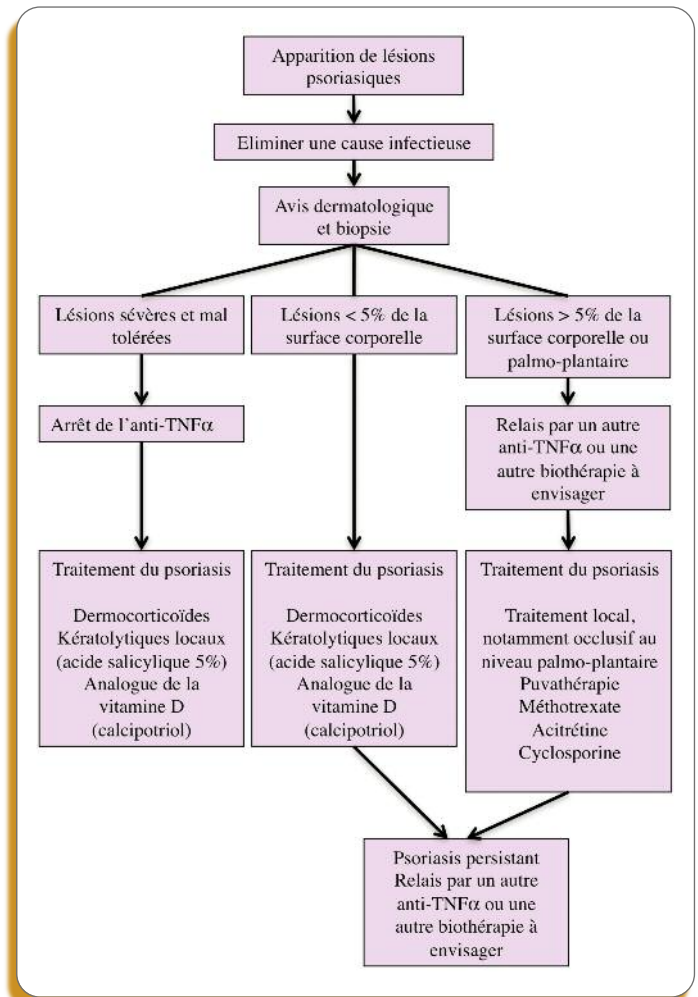 Apparition de lésions
psoriasiques
Eliminer une cause infectieuse
Avis dermatologique
et biopsie
Lésions sévères et mal
tolérées
Lésions < 5% de la
surface corporelle
Lésions > 5% de la
surface corporelle ou
palmo-plantaire
Arrêt de l'anti-TNFα
Relais par un autre
anti-TNFα ou une
autre biothérapie à
envisager
Traitement du psoriasis
Dermocorticoïdes
Kératolytiques locaux
(acide salicylique 5%)
Analogue de la
vitamine D
(calcipotriol)
Traitement du psoriasis
Dermocorticoïdes
Kératolytiques locaux
(acide salicylique 5%)
Analogue de la
vitamine D
(calcipotriol)
Traitement du psoriasis
Traitement local,
notamment occlusif au
niveau palmo-plantaire
Puvathérapie
Méthotrexate
Acitrétine
Cyclosporine
Psoriasis persistant
Relais par un autre
anti-TNFα ou une
autre biothérapie à
envisager